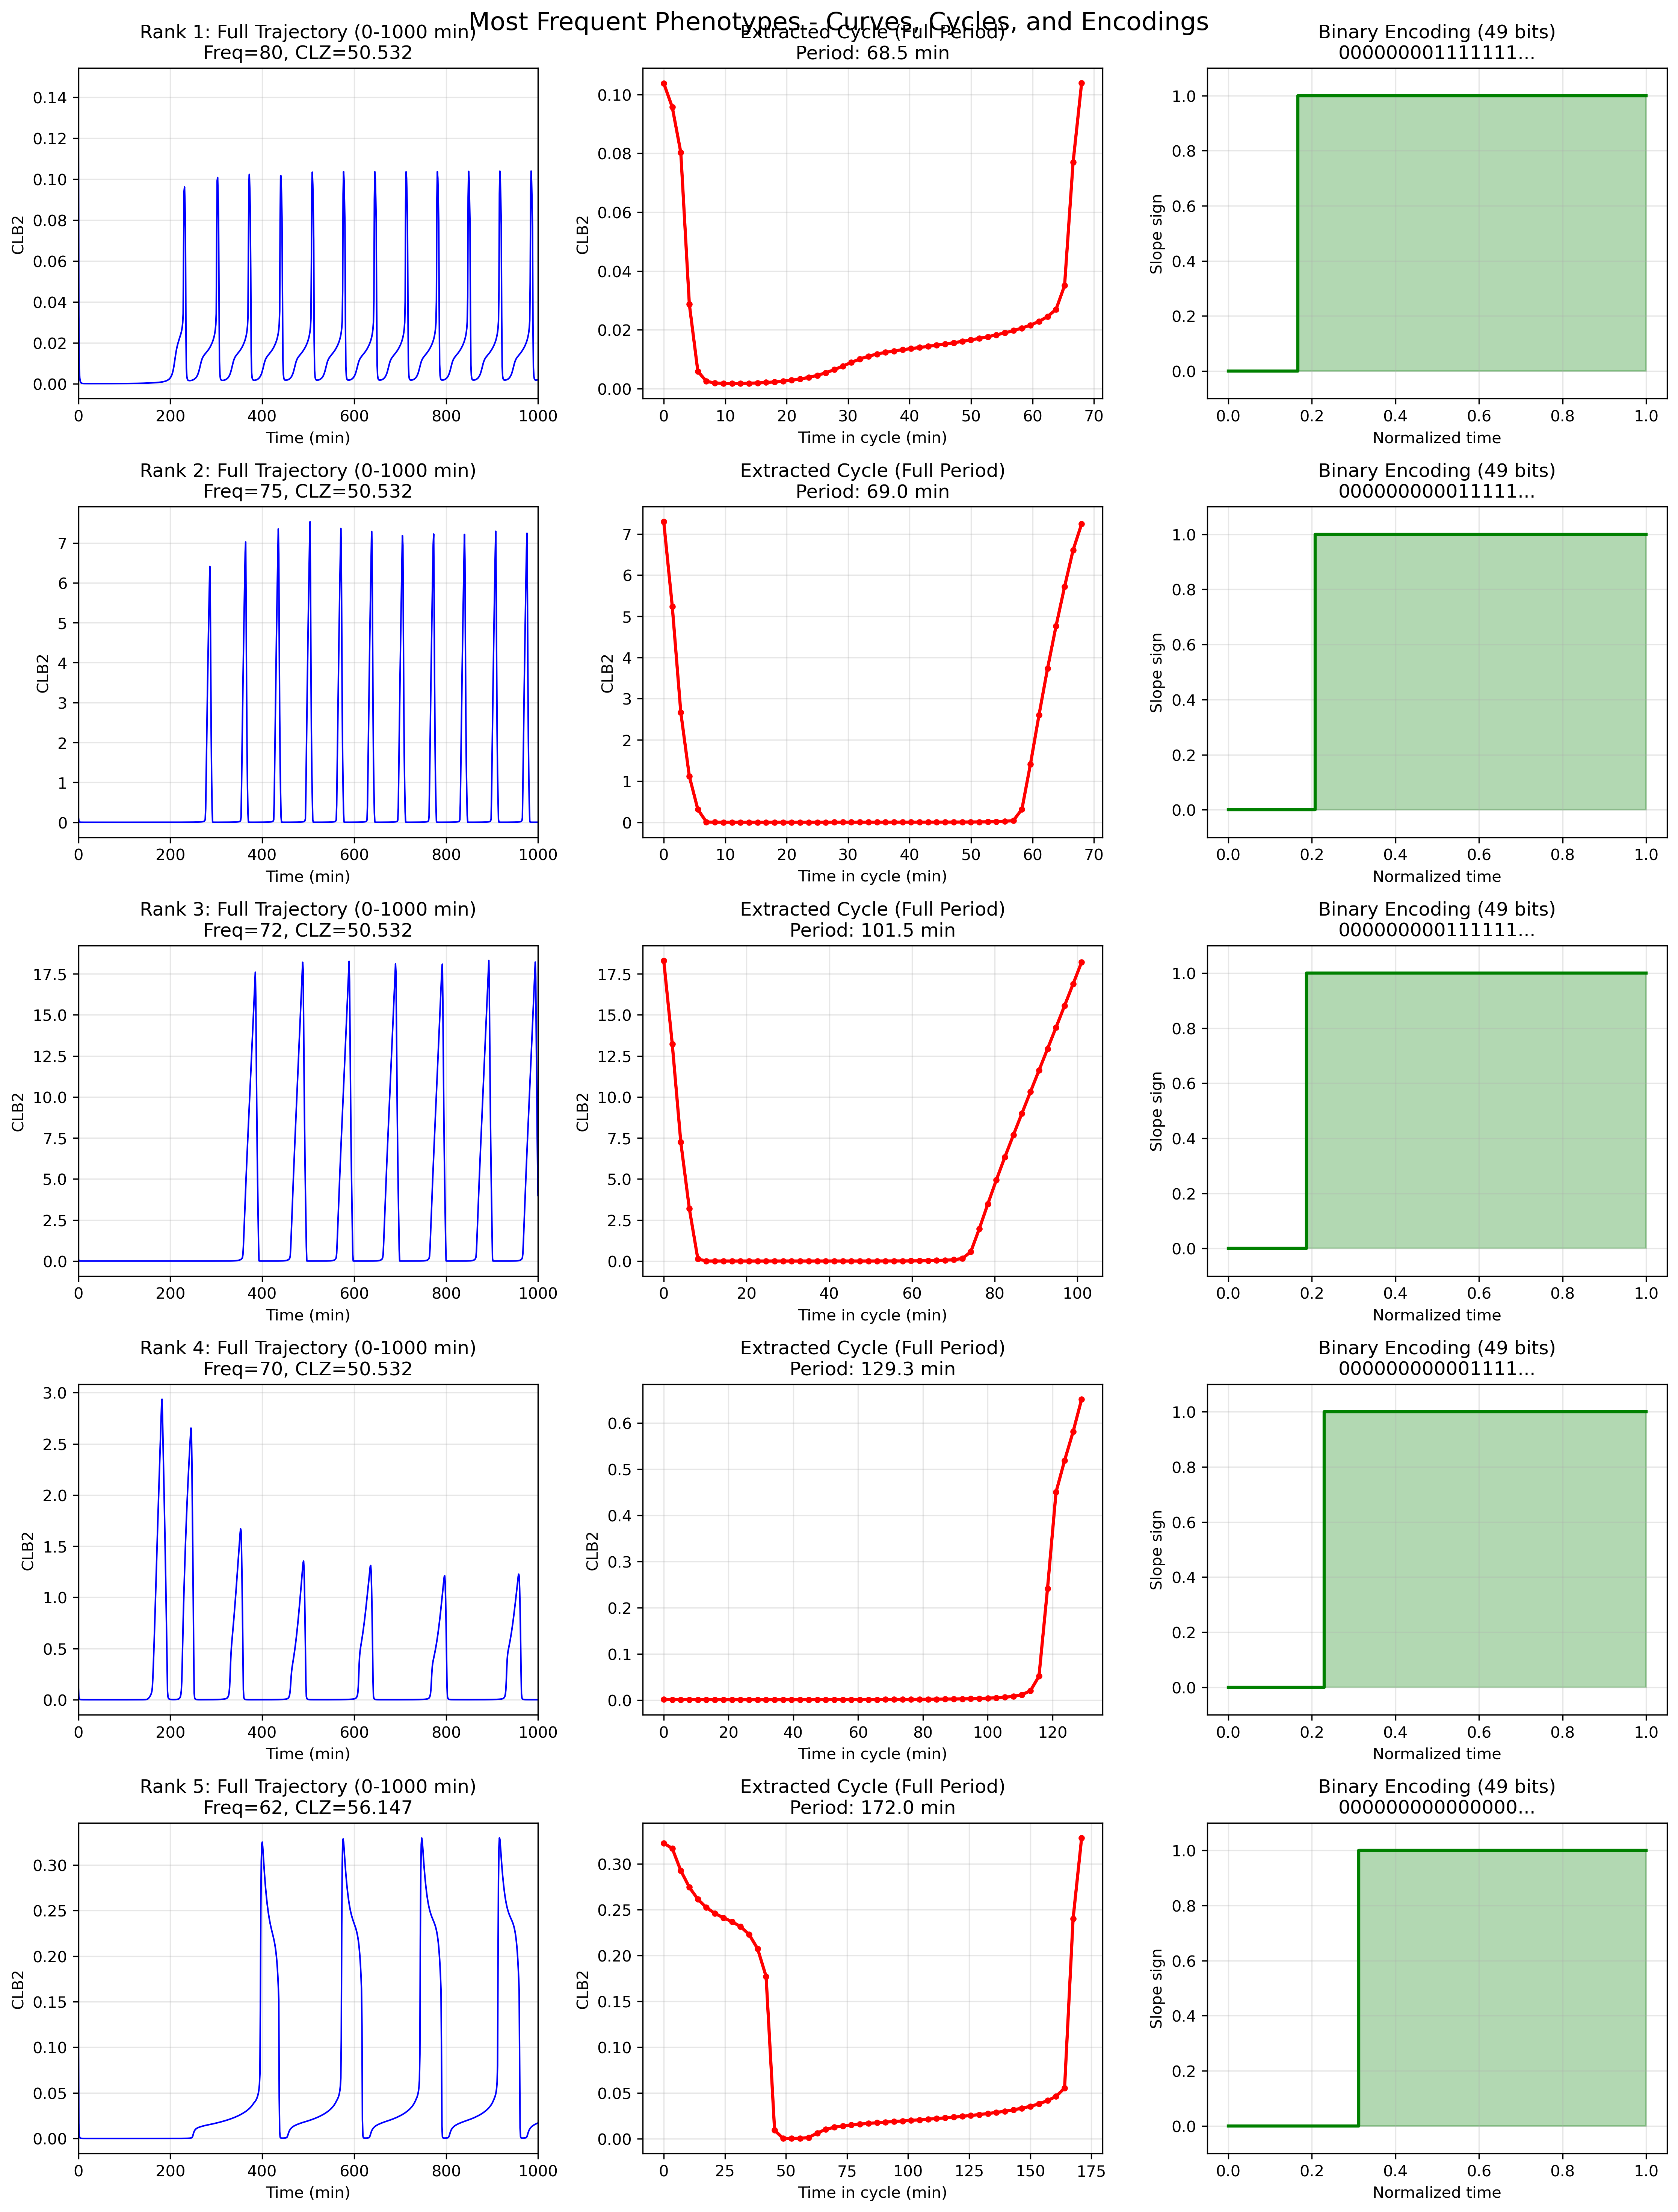 Most Frequent Phenotypes - Curves, Cycles, and Encodings
Rank 1: Full Trajectory (0-1000 min)
Freq=80, CLZ=50.532
0.14
0.12
0.10
0.08
0.06
0.04
0.02
0.00
CLB2
0 200 400 600 800 1000
Time (min)
Extracted Cycle (Full Period)
Period: 68.5 min
0.10
0.08
0.06
0.04
0.02
0.00
CLB2
0 10 20 30 40 50 60 70
Time in cycle (min)
Binary Encoding (49 bits)
000000001111111...
1.0
0.8
0.6
0.4
0.2
0.0
Slope sign
0.0 0.2 0.4 0.6 0.8 1.0
Normalized time
Rank 2: Full Trajectory (0-1000 min)
Freq=75, CLZ=50.532
7
6
5
4
3
2
1
0
CLB2
0 200 400 600 800 1000
Time (min)
Extracted Cycle (Full Period)
Period: 69.0 min
7
6
5
4
3
2
1
0
CLB2
0 10 20 30 40 50 60 70
Time in cycle (min)
Binary Encoding (49 bits)
000000000011111...
1.0
0.8
0.6
0.4
0.2
0.0
Slope sign
0.0 0.2 0.4 0.6 0.8 1.0
Normalized time
Rank 3: Full Trajectory (0-1000 min)
Freq=72, CLZ=50.532
17.5
15.0
12.5
10.0
7.5
5.0
2.5
0.0
CLB2
0 200 400 600 800 1000
Time (min)
Extracted Cycle (Full Period)
Period: 101.5 min
17.5
15.0
12.5
10.0
7.5
5.0
2.5
0.0
CLB2
0 20 40 60 80 100
Time in cycle (min)
Binary Encoding (49 bits)
000000000111111...
1.0
0.8
0.6
0.4
0.2
0.0
Slope sign
0.0 0.2 0.4 0.6 0.8 1.0
Normalized time
Rank 4: Full Trajectory (0-1000 min)
Freq=70, CLZ=50.532
3.0
2.5
2.0
1.5
1.0
0.5
0.0
CLB2
0 200 400 600 800 1000
Time (min)
Extracted Cycle (Full Period)
Period: 129.3 min
0.6
0.5
0.4
0.3
0.2
0.1
0.0
CLB2
0 20 40 60 80 100 120
Time in cycle (min)
Binary Encoding (49 bits)
000000000001111...
1.0
0.8
0.6
0.4
0.2
0.0
Slope sign
0.0 0.2 0.4 0.6 0.8 1.0
Normalized time
Rank 5: Full Trajectory (0-1000 min)
Freq=62, CLZ=56.147
0.30
0.25
0.20
0.15
0.10
0.05
0.00
CLB2
0 200 400 600 800 1000
Time (min)
Extracted Cycle (Full Period)
Period: 172.0 min
0.30
0.25
0.20
0.15
0.10
0.05
0.00
CLB2
0 25 50 75 100 125 150 175
Time in cycle (min)
Binary Encoding (49 bits)
000000000000000...
1.0
0.8
0.6
0.4
0.2
0.0
Slope sign
0.0 0.2 0.4 0.6 0.8 1.0
Normalized time